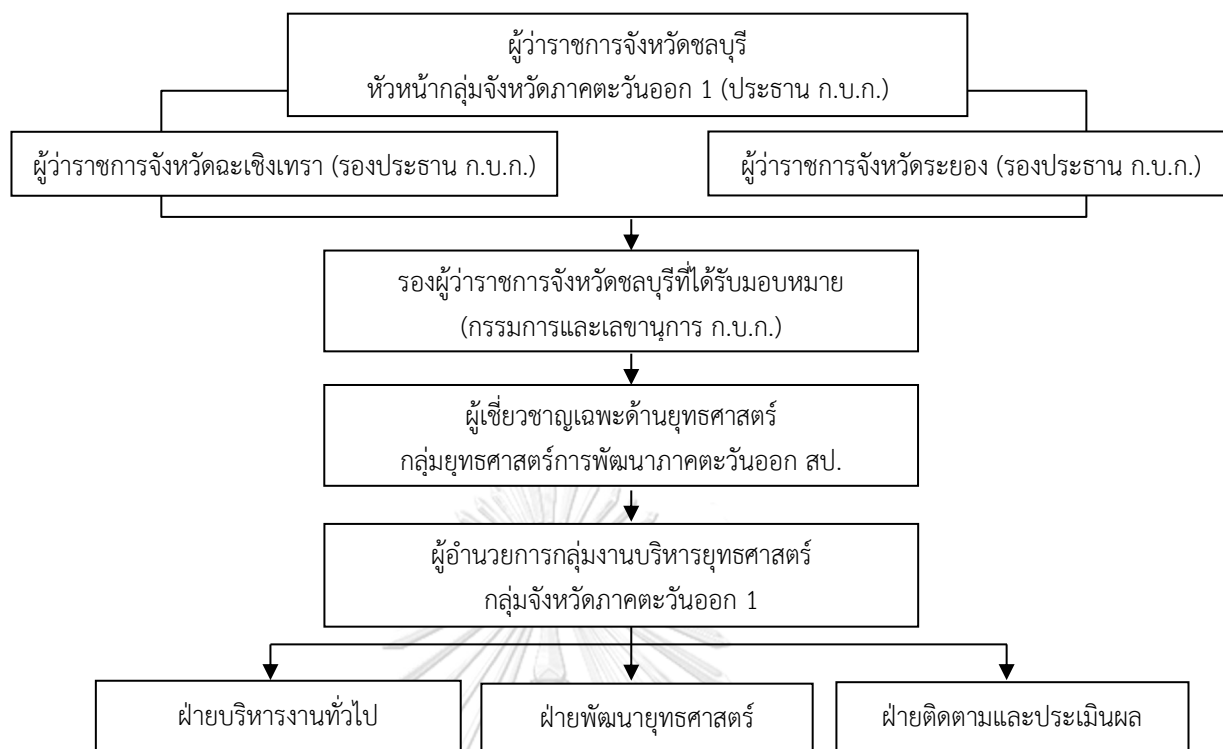 ผู้ว่าราชการจังหวัดชลบุรี
หัวหน้ากลุ่มจังหวัดภาคตะวันออก 1 (ประธาน ก.บ.ก.)
ผู้ว่าราชการจังหวัดฉะเชิงเทรา (รองประธาน ก.บ.ก.)
ผู้ว่าราชการจังหวัดระยอง (รองประธาน ก.บ.ก.)
รองผู้ว่าราชการจังหวัดชลบุรีที่ได้รับมอบหมาย
(กรรมการและเลขานุการ ก.บ.ก.)
ผู้เชี่ยวชาญเฉพะด้านยุทธศาสตร์
กลุ่มยุทธศาสตร์การพัฒนาภาคตะวันออก สป.
ผู้อำนวยการกลุ่มงานบริหารยุทธศาสตร์
กลุ่มจังหวัดภาคตะวันออก 1
ฝ่ายบริหารงานทั่วไป
ฝ่ายพัฒนายุทธศาสตร์
ฝ่ายติดตามและประเมินผล